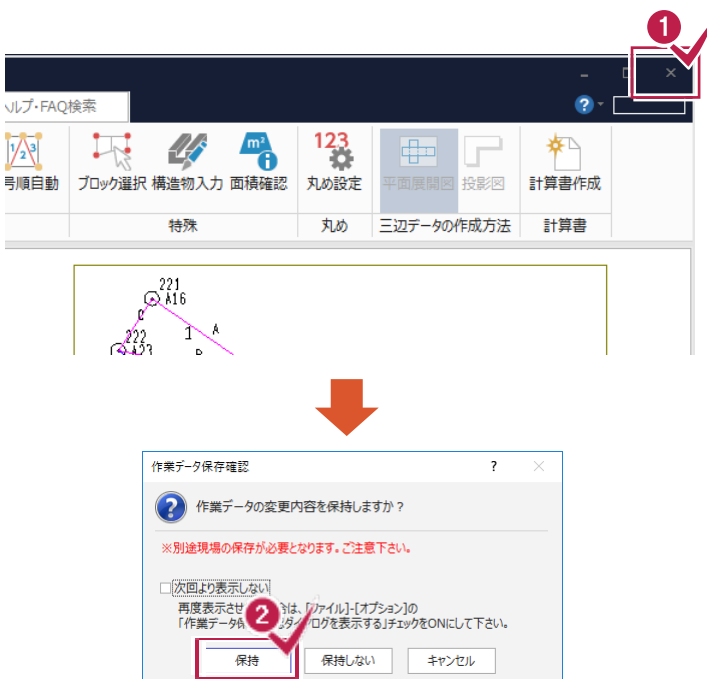 1
ヘルプ・FAQ検索
?
1 2 3
m²
123
号順自動
ブロック選択 構造物入力 面積確認
丸め設定
平面展開図 投影図
計算書作成
特殊
丸め
三辺データの作成方法
計算書
221
A16
C
222
1
A
A23
作業データ保存確認
?
作業データの変更内容を保持しますか？
※別途現場の保存が必要となります。ご注意下さい。
次回より表示しない
再度表示させ は、[ファイル]-[オプション]の
「作業データ ダイアログを表示する」チェックをONにして下さい。
2
保持
保持しない
キャンセル